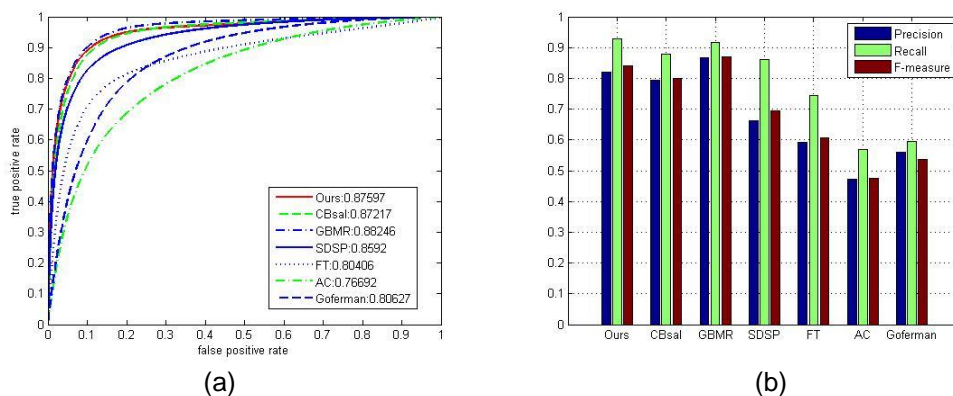 1
0.9
0.8
0.7
0.6
0.5
0.4
0.3
0.2
0.1
0
true positive rate
Ours:0.87597
CBsal:0.87217
GBMR:0.88246
SDSP:0.8592
FT:0.80406
AC:0.76692
Goferman:0.80627
0 0.1 0.2 0.3 0.4 0.5 0.6 0.7 0.8 0.9 1
false positive rate
(a)
1
0.9
0.8
0.7
0.6
0.5
0.4
0.3
0.2
0.1
0
Precision
Recall
F-measure
Ours CBsal GBMR SDSP FT AC Goferman
(b)